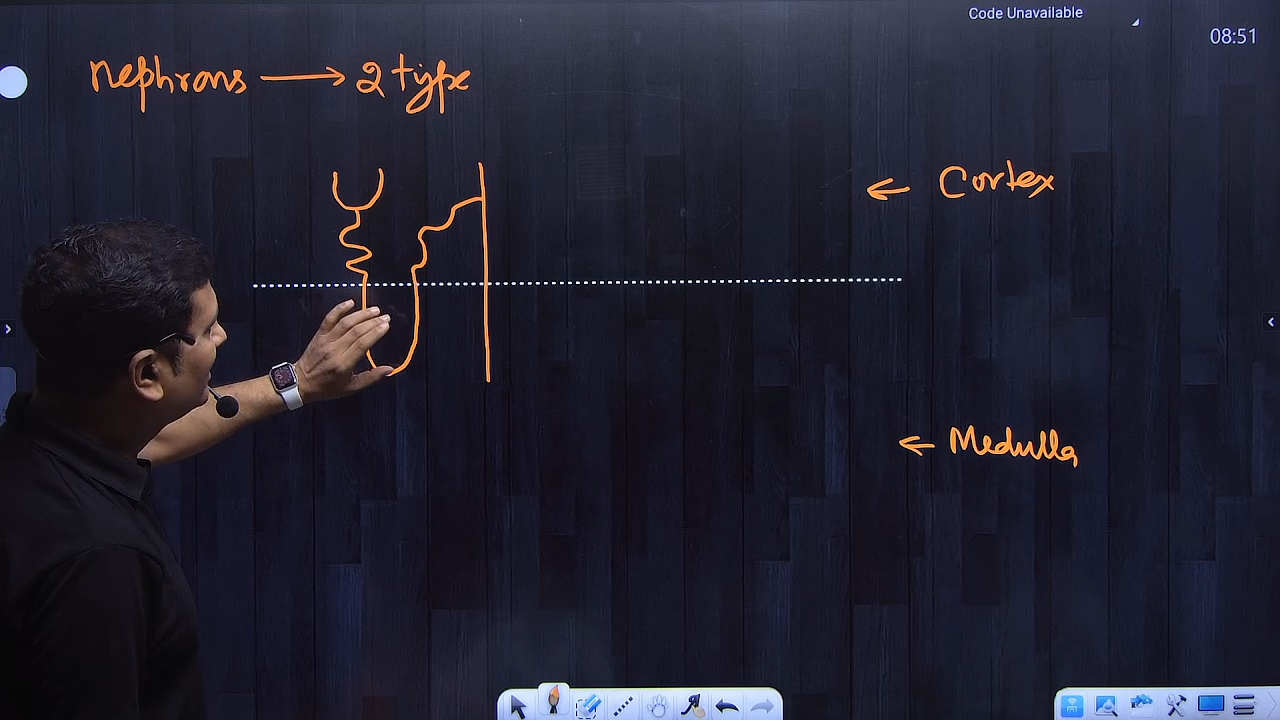 Code Unavailable
08:51
nephrons → 2 type
← Cortex
← Medulla